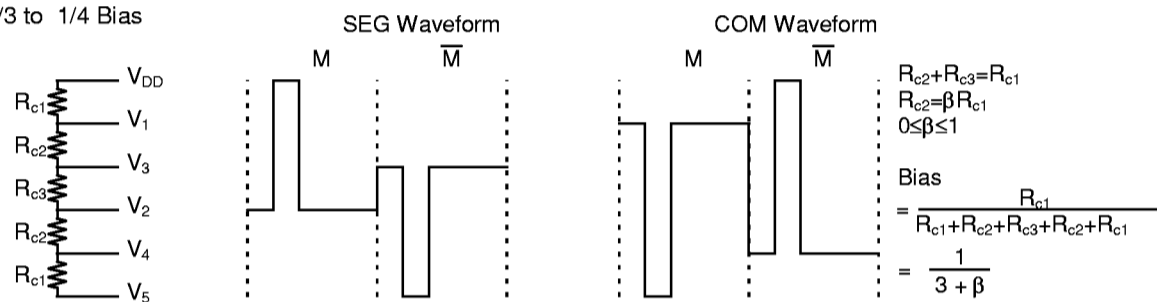 /3 to 1/4 Bias
SEG Waveform
COM Waveform
M
M̅
M
M̅
V_DD
R_c1
V_1
R_c2
V_3
R_c3
V_2
R_c2
V_4
R_c1
V_5
R_c2+R_c3=R_c1
R_c2=βR_c1
0≤β≤1
Bias
= R_c1
R_c1+R_c2+R_c3+R_c2+R_c1
= 1
3 + β